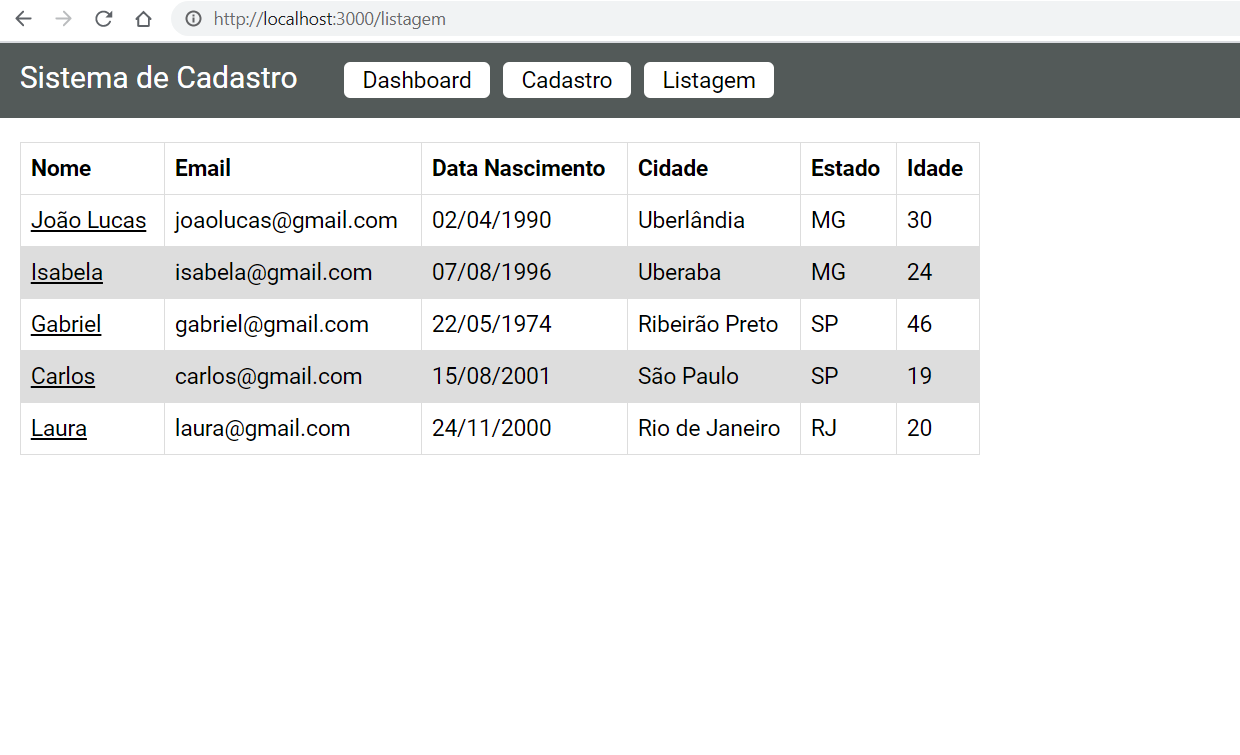 http://localhost:3000/listagem
Sistema de Cadastro Dashboard Cadastro Listagem
Nome Email Data Nascimento Cidade Estado Idade
João Lucas joaolucas@gmail.com 02/04/1990 Uberlândia MG 30
Isabela isabela@gmail.com 07/08/1996 Uberaba MG 24
Gabriel gabriel@gmail.com 22/05/1974 Ribeirão Preto SP 46
Carlos carlos@gmail.com 15/08/2001 São Paulo SP 19
Laura laura@gmail.com 24/11/2000 Rio de Janeiro RJ 20